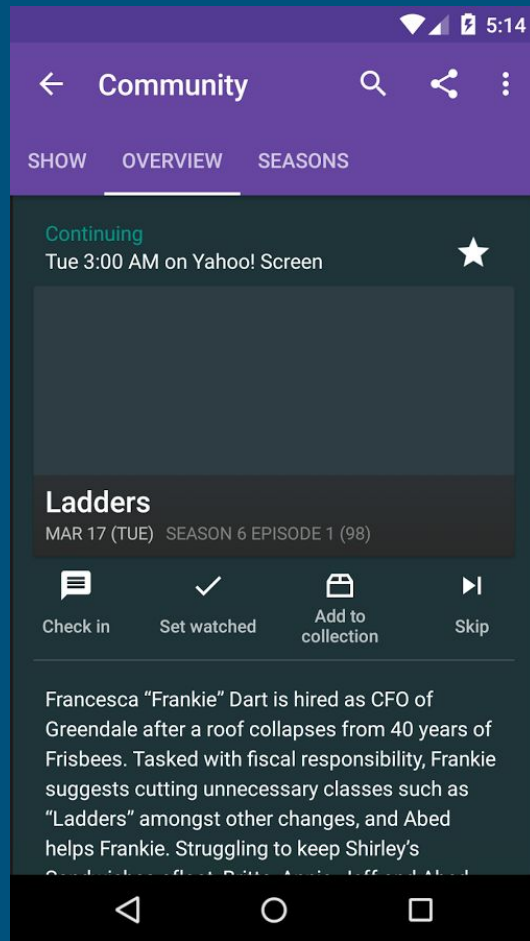 5:14
Community
SHOW OVERVIEW SEASONS
Continuing
Tue 3:00 AM on Yahoo! Screen
Ladders
MAR 17 (TUE) SEASON 6 EPISODE 1 (98)
Check in Set watched Add to collection Skip
Francesca “Frankie” Dart is hired as CFO of
Greendale after a roof collapses from 40 years of
Frisbees. Tasked with fiscal responsibility, Frankie
suggests cutting unnecessary classes such as
“Ladders” amongst other changes, and Abed
helps Frankie. Struggling to keep Shirley’s